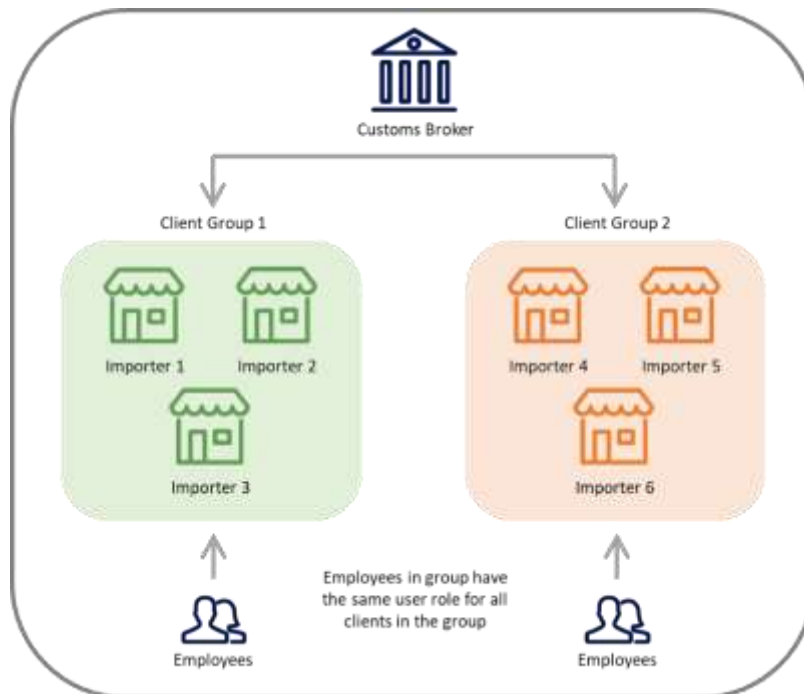 Customs Broker
Client Group 1
Client Group 2
Importer 1
Importer 2
Importer 4
Importer 5
Importer 3
Importer 6
Employees in group have
the same user role for all
clients in the group
Employees
Employees